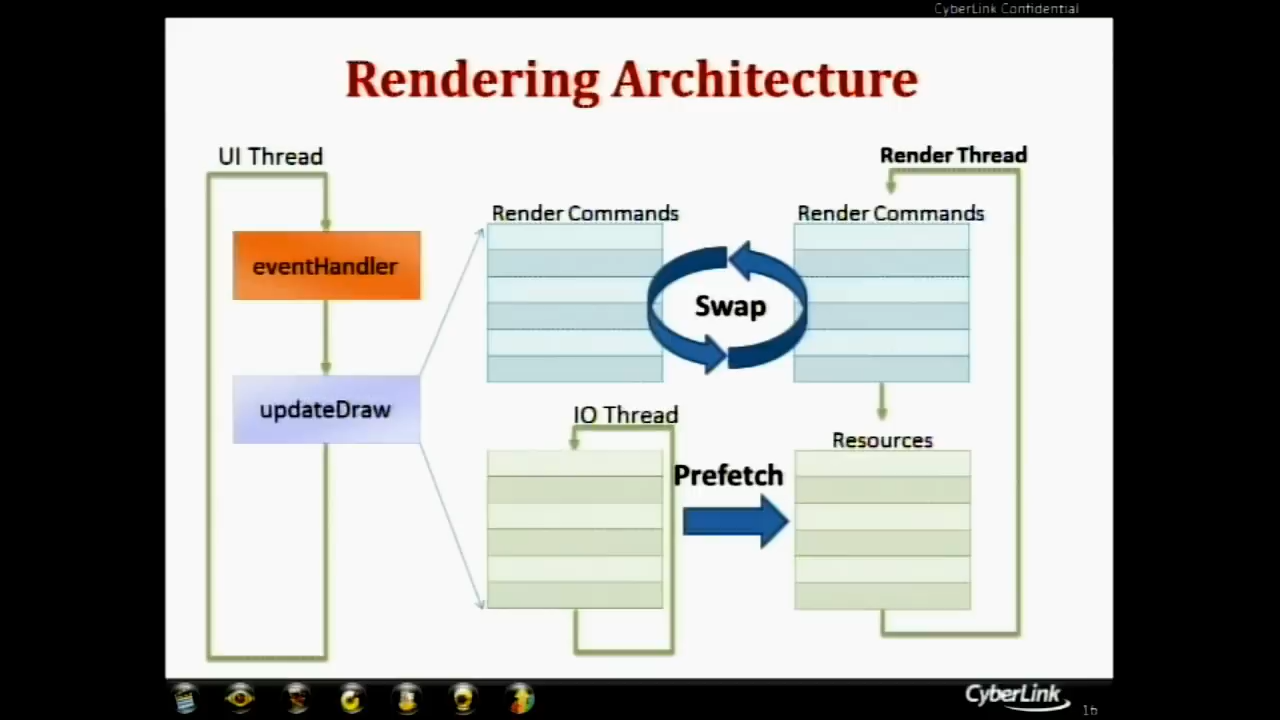 CyberLink Confidential
Rendering Architecture
UI Thread
Render Thread
Render Commands
Render Commands
eventHandler
Swap
updateDraw
IO Thread
Resources
Prefetch
CyberLink
16